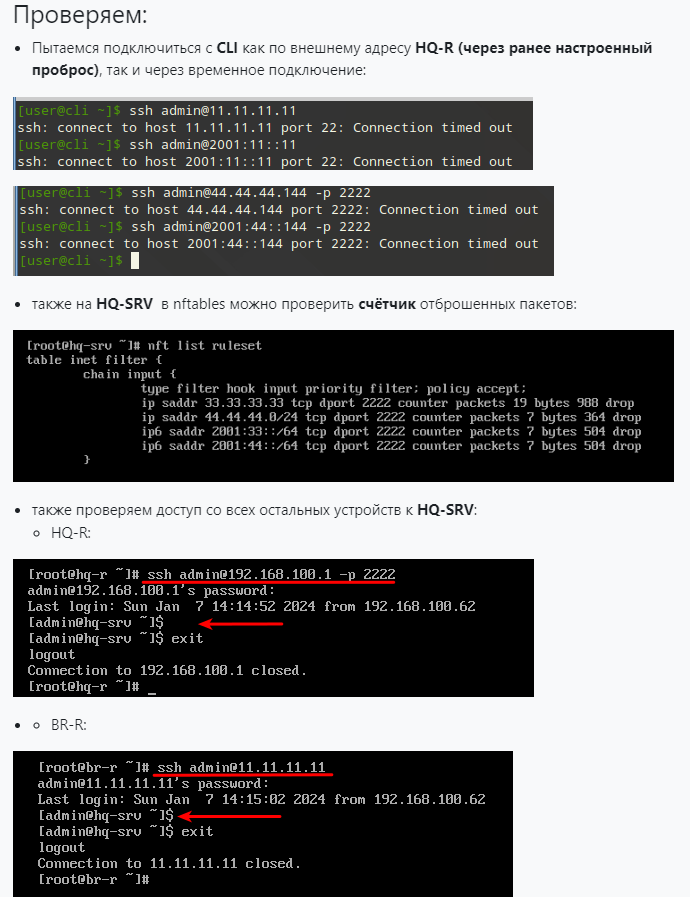 Проверяем:
Пытаемся подключиться с CLI как по внешнему адресу HQ-R (через ранее настроенный
проброс), так и через временное подключение:
[user@cli ~]$ ssh admin@11.11.11.11
ssh: connect to host 11.11.11.11 port 22: Connection timed out
[user@cli ~]$ ssh admin@2001:11::11
ssh: connect to host 2001:11::11 port 22: Connection timed out
[user@cli ~]$ ssh admin@44.44.44.144 -p 2222
ssh: connect to host 44.44.44.144 port 2222: Connection timed out
[user@cli ~]$ ssh admin@2001:44::144 -p 2222
ssh: connect to host 2001:44::144 port 2222: Connection timed out
[user@cli ~]$
также на HQ-SRV в nftables можно проверить счётчик отброшенных пакетов:
[root@hq-srv ~]# nft list ruleset
table inet filter {
chain input {
type filter hook input priority filter; policy accept;
ip saddr 33.33.33.33 tcp dport 2222 counter packets 19 bytes 988 drop
ip saddr 44.44.44.0/24 tcp dport 2222 counter packets 7 bytes 364 drop
ip6 saddr 2001:33::/64 tcp dport 2222 counter packets 7 bytes 504 drop
ip6 saddr 2001:44::/64 tcp dport 2222 counter packets 7 bytes 504 drop
}
также проверяем доступ со всех остальных устройств к HQ-SRV:
HQ-R:
[root@hq-r ~]# ssh admin@192.168.100.1 -p 2222
admin@192.168.100.1's password:
Last login: Sun Jan  7 14:14:52 2024 from 192.168.100.62
[admin@hq-srv ~]$
[admin@hq-srv ~]$ exit
logout
Connection to 192.168.100.1 closed.
[root@hq-r ~]# _
BR-R:
[root@br-r ~]# ssh admin@11.11.11.11
admin@11.11.11.11's password:
Last login: Sun Jan  7 14:15:02 2024 from 192.168.100.62
[admin@hq-srv ~]$
[admin@hq-srv ~]$ exit
logout
Connection to 11.11.11.11 closed.
[root@br-r ~]#